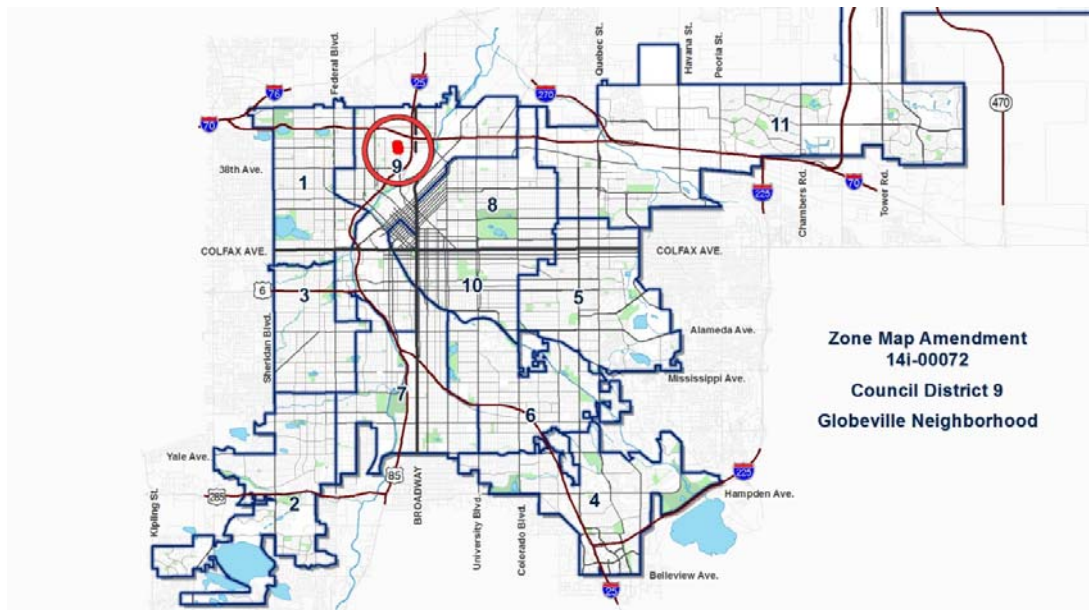 Federal Blvd.
Quebec St.
Havana St.
Peoria St.
76
25
270
70
470
11
38th Ave.
9
1
225
70
Chambers Rd.
Tower Rd.
8
COLFAX AVE.
COLFAX AVE.
10
6
3
5
Sheridan Blvd.
Alameda Ave.
Zone Map Amendment
14i-00072
Council District 9
Globeville Neighborhood
Mississippi Ave.
7
6
Yale Ave.
85
225
285
Kipling St.
2
BROADWAY
University Blvd.
Colorado Blvd.
4
Hampden Ave.
Belleview Ave.
25